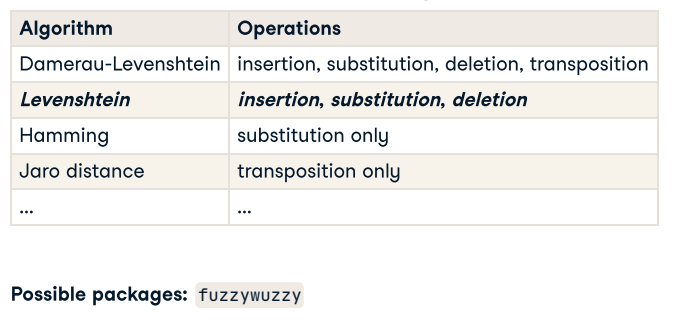 Algorithm Operations
Damerau-Levenshtein insertion, substitution, deletion, transposition
Levenshtein insertion, substitution, deletion
Hamming substitution only
Jaro distance transposition only
... ...
Possible packages: fuzzywuzzy